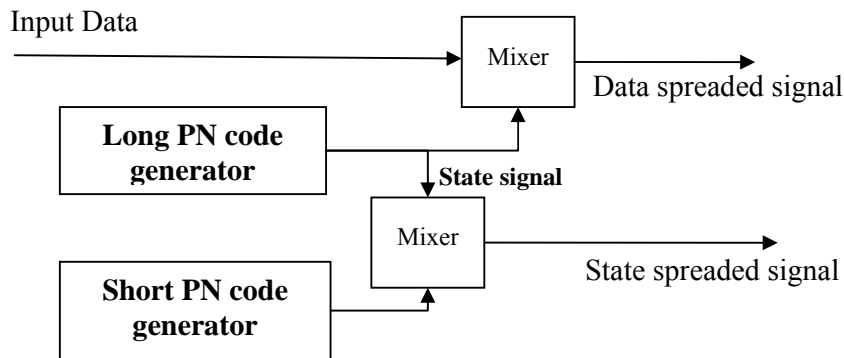 Input Data
Mixer
Data spreaded signal
Long PN code
generator
State signal
Mixer
State spreaded signal
Short PN code
generator